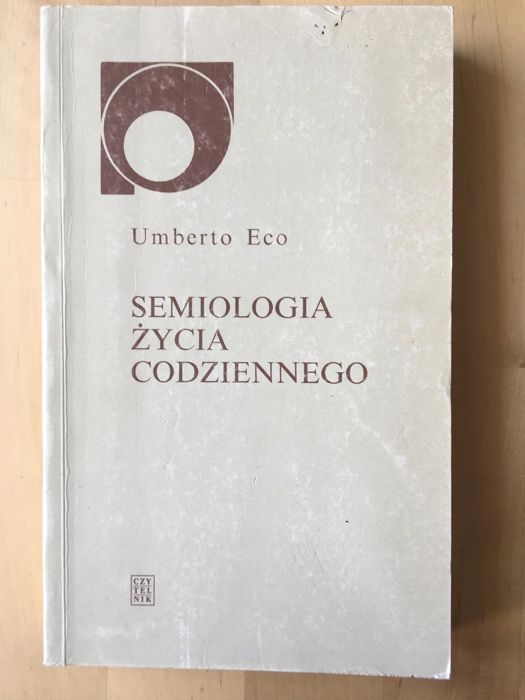 Umberto Eco
SEMIOLOGIA
ŻYCIA
CODZIENNEGO
CZY
TEL
NIK